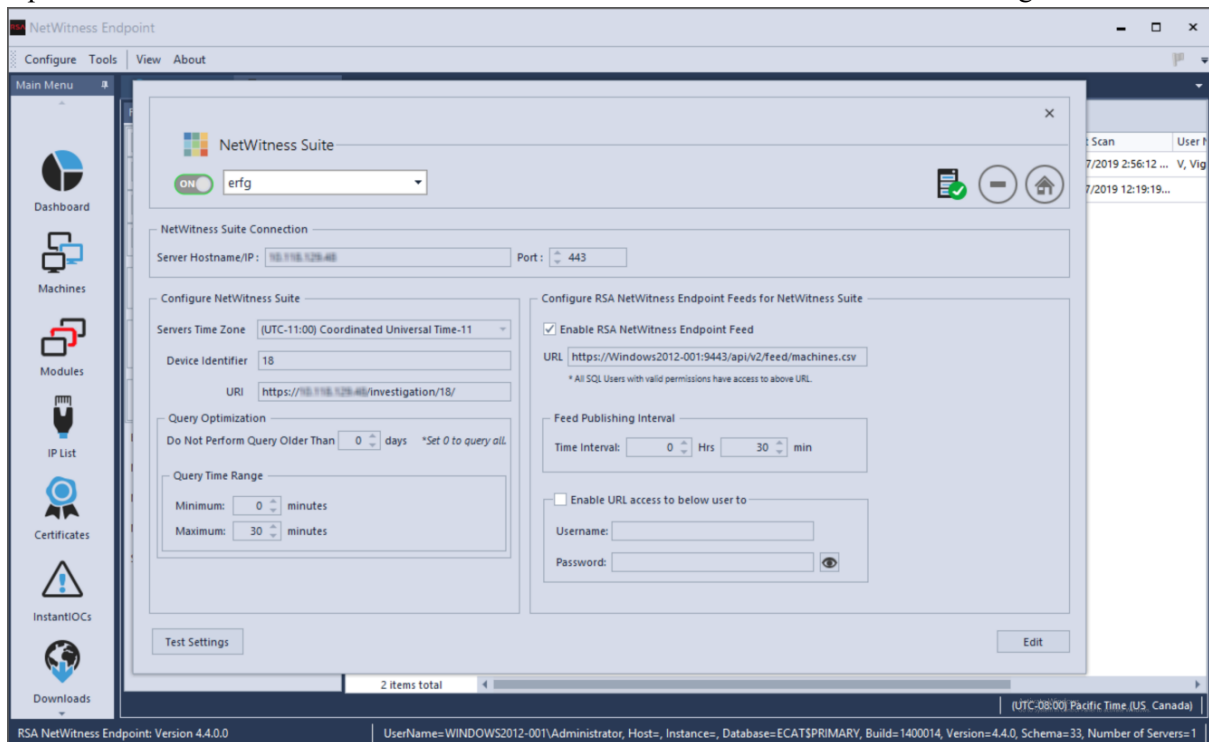 RSA NetWitness Endpoint
Configure Tools View About
Main Menu
NetWitness Suite
ON erfg
Scan User N
7/2019 2:56:12 ... V, Vig
7/2019 12:19:19...
Dashboard
Machines
Modules
IP List
Certificates
InstantIOCs
Downloads
NetWitness Suite Connection
Server Hostname/IP: Port: 443
Configure NetWitness Suite
Servers Time Zone (UTC-11:00) Coordinated Universal Time-11
Device Identifier 18
URI https:// /investigation/18/
Query Optimization
Do Not Perform Query Older Than 0 days *Set 0 to query all.
Query Time Range
Minimum: 0 minutes
Maximum: 30 minutes
Configure RSA NetWitness Endpoint Feeds for NetWitness Suite
Enable RSA NetWitness Endpoint Feed
URL https://Windows2012-001:9443/api/v2/feed/machines.csv
* All SQL Users with valid permissions have access to above URL.
Feed Publishing Interval
Time Interval: 0 Hrs 30 min
Enable URL access to below user to
Username:
Password:
Test Settings Edit
2 items total
(UTC-08:00) Pacific Time (US Canada)
RSA NetWitness Endpoint: Version 4.4.0.0 UserName=WINDOWS2012-001\Administrator, Host=, Instance=, Database=ECAT$PRIMARY, Build=1400014, Version=4.4.0, Schema=33, Number of Servers=1